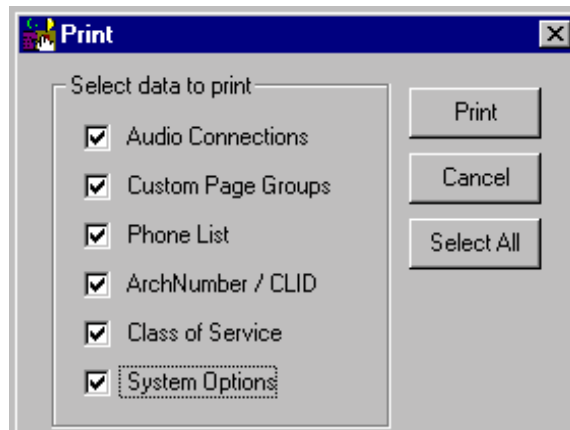 Print
Select data to print
Audio Connections
Custom Page Groups
Phone List
ArchNumber / CLID
Class of Service
System Options
Print
Cancel
Select All